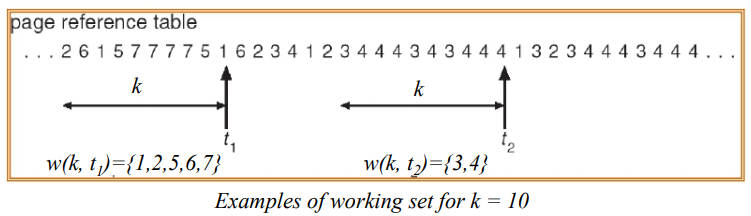 page reference table
. . . 2 6 1 5 7 7 7 7 5 1 6 2 3 4 1 2 3 4 4 4 3 4 3 4 4 4 1 3 2 3 4 4 4 3 4 4 4 . . .
k k
t1 t2
w(k, t1)={1,2,5,6,7} w(k, t2)={3,4}
Examples of working set for k = 10